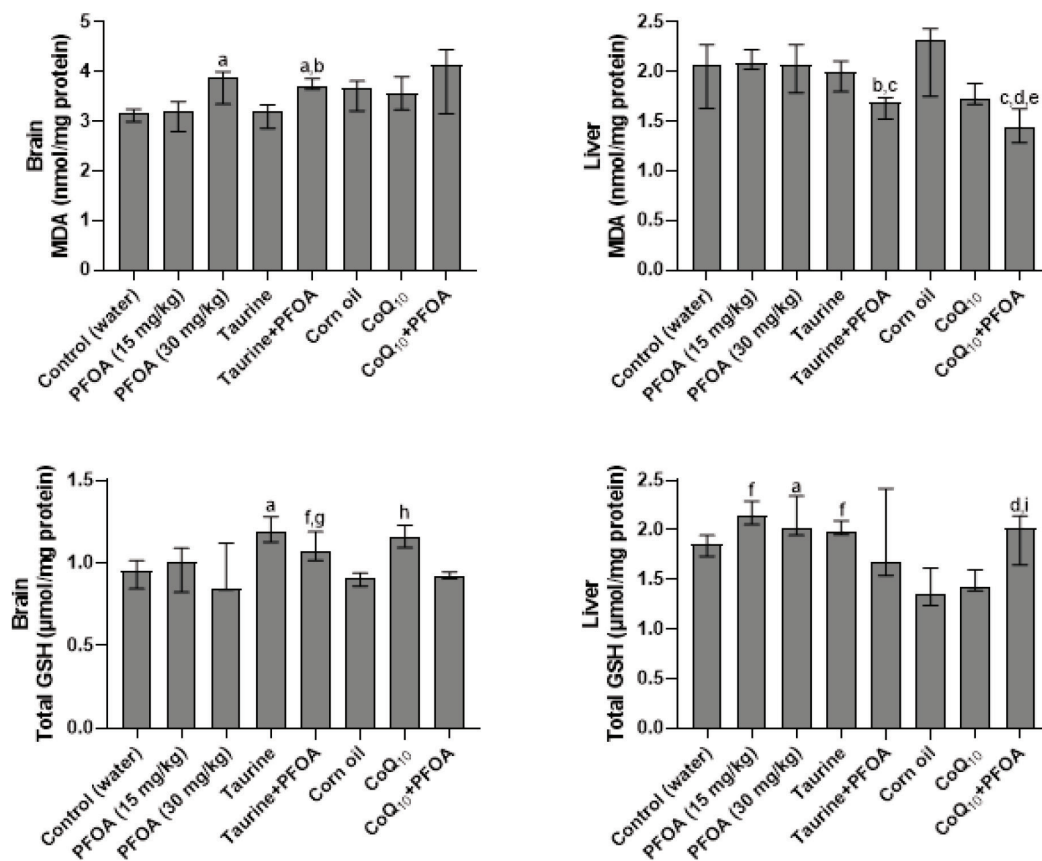 Brain
MDA (nmol/mg protein)
5
4
3
2
1
0
a
a,b
Control (water)
PFOA (15 mg/kg)
PFOA (30 mg/kg)
Taurine
Taurine+PFOA
Corn oil
CoQ₁₀
CoQ₁₀+PFOA
Liver
MDA (nmol/mg protein)
2.5
2.0
1.5
1.0
0.5
0.0
b,c
c,d,e
Control (water)
PFOA (15 mg/kg)
PFOA (30 mg/kg)
Taurine
Taurine+PFOA
Corn oil
CoQ₁₀
CoQ₁₀+PFOA
Brain
Total GSH (µmol/mg protein)
1.5
1.0
0.5
0.0
a
f,g
h
Control (water)
PFOA (15 mg/kg)
PFOA (30 mg/kg)
Taurine
Taurine+PFOA
Corn oil
CoQ₁₀
CoQ₁₀+PFOA
Liver
Total GSH (µmol/mg protein)
2.5
2.0
1.5
1.0
0.5
0.0
f
a
f
d,i
Control (water)
PFOA (15 mg/kg)
PFOA (30 mg/kg)
Taurine
Taurine+PFOA
Corn oil
CoQ₁₀
CoQ₁₀+PFOA